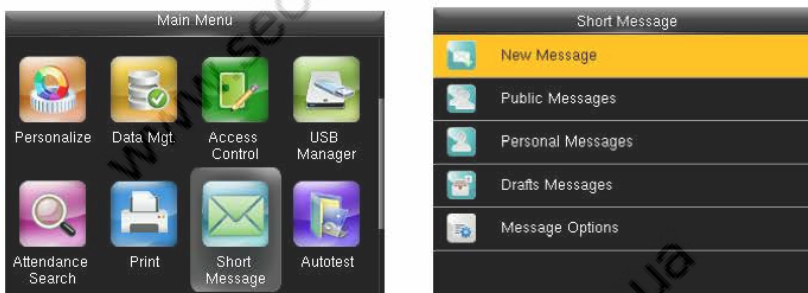 Main Menu
Personalize
Data Mgt.
Access
Control
USB
Manager
Attendance
Search
Print
Short
Message
Autotest
Short Message
New Message
Public Messages
Personal Messages
Drafts Messages
Message Options